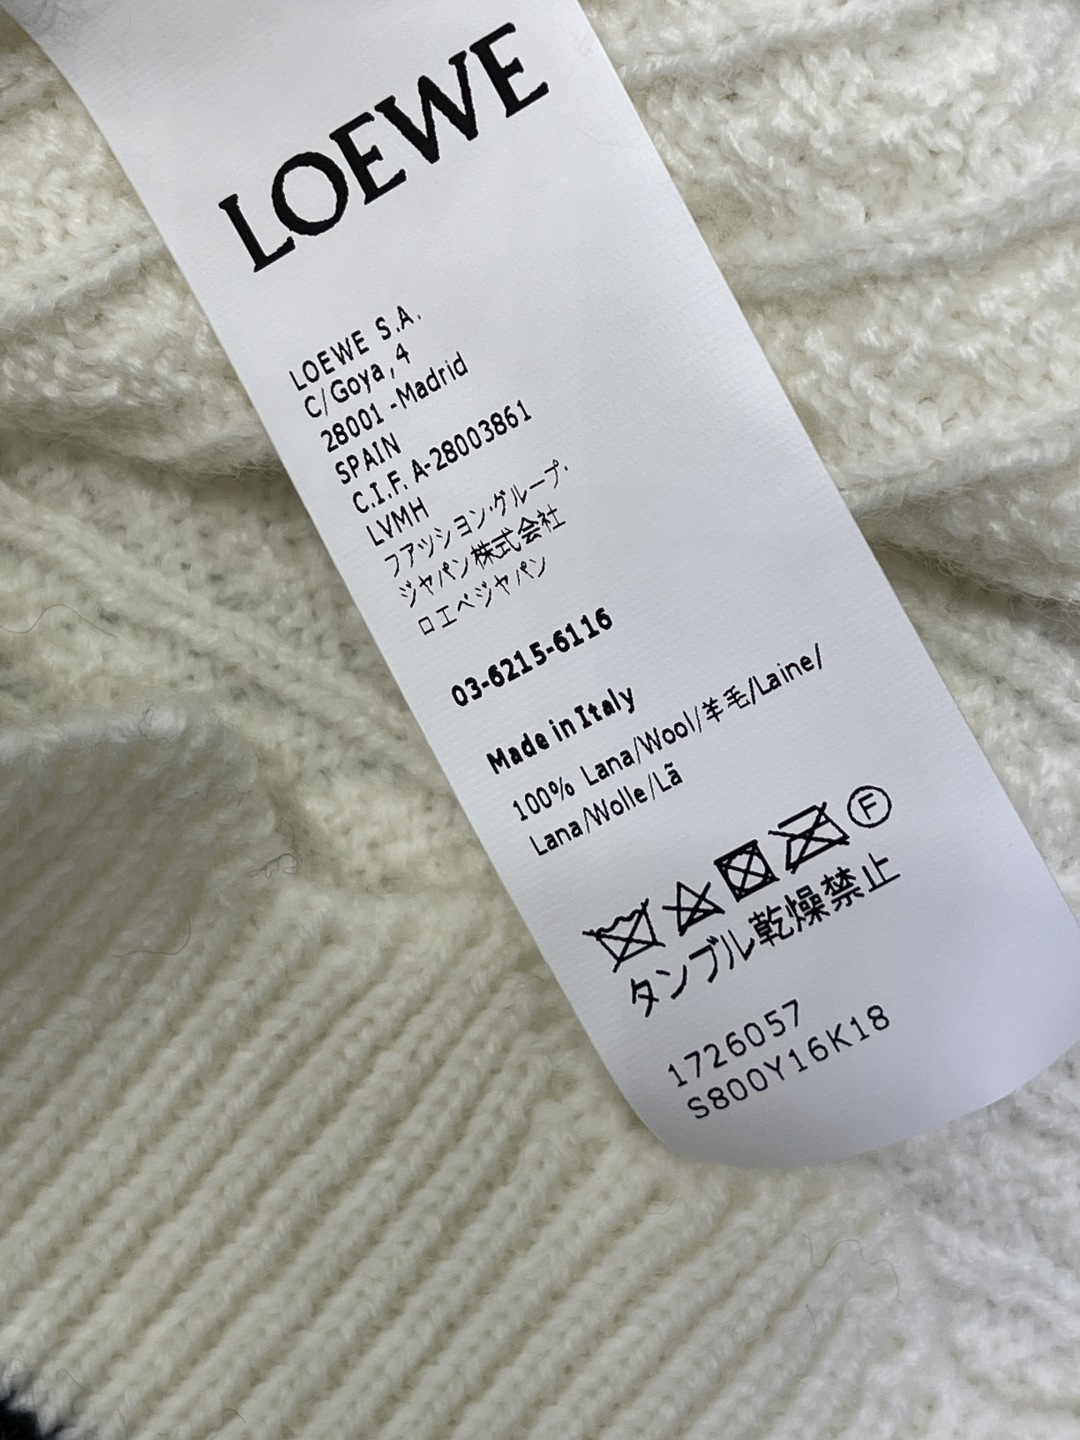 LOEWE
LOEWE S.A.
C/Goya, 4
28001 -Madrid
SPAIN
C.I.F. A-28003861
LVMH
ファッション・グループ・
ジャパン株式会社
ロエベジャパン
03-6215-6116
Made in Italy
100% Lana/Wool/羊毛/Laine/
Lana/Wolle/Lã
F
タンブル乾燥禁止
1726057
S800Y16K18